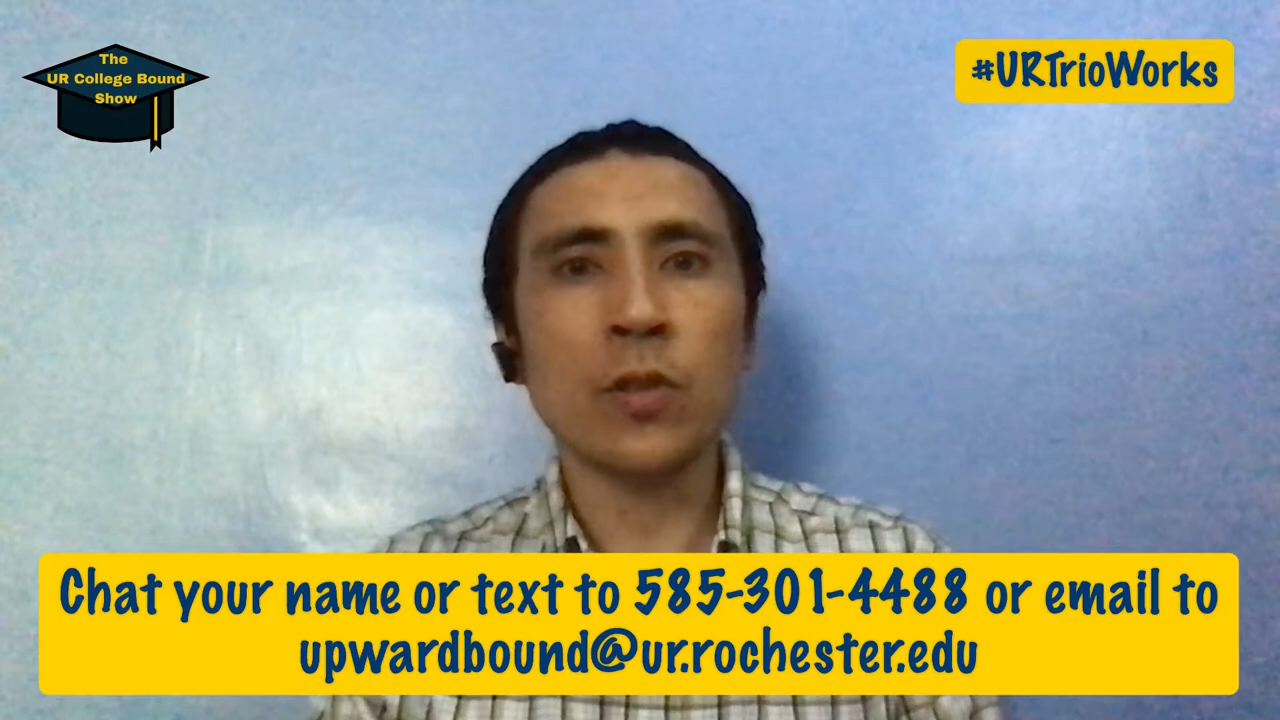 The
UR College Bound
Show
#URTrioWorks
Chat your name or text to 585-301-4488 or email to
upwardbound@ur.rochester.edu